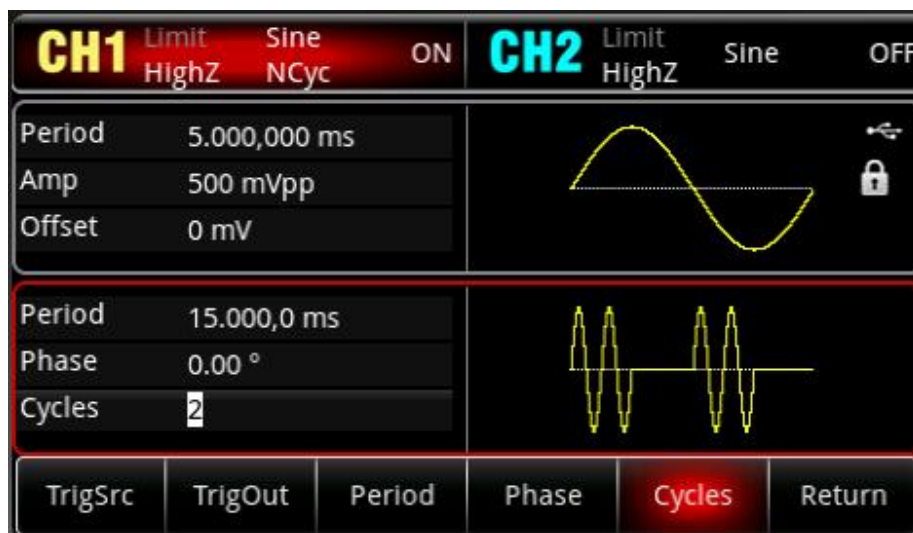 CH1 Limit Sine ON CH2 Limit Sine OFF
HighZ NCyc HighZ
Period 5.000,000 ms
Amp 500 mVpp
Offset 0 mV
Period 15.000,0 ms
Phase 0.00 °
Cycles 2
TrigSrc TrigOut Period Phase Cycles Return